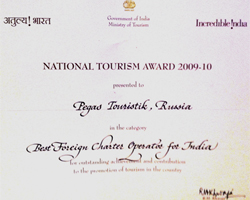 अतुल्य! भारत
Government of India
Ministry of Tourism
Incredible!ndia
NATIONAL TOURISM AWARD 2009-10
presented to
Pegas Touristik, Russia
in the category
Best Foreign Charter Operator for India
for outstanding achievement and contribution
to the promotion of tourism in the country